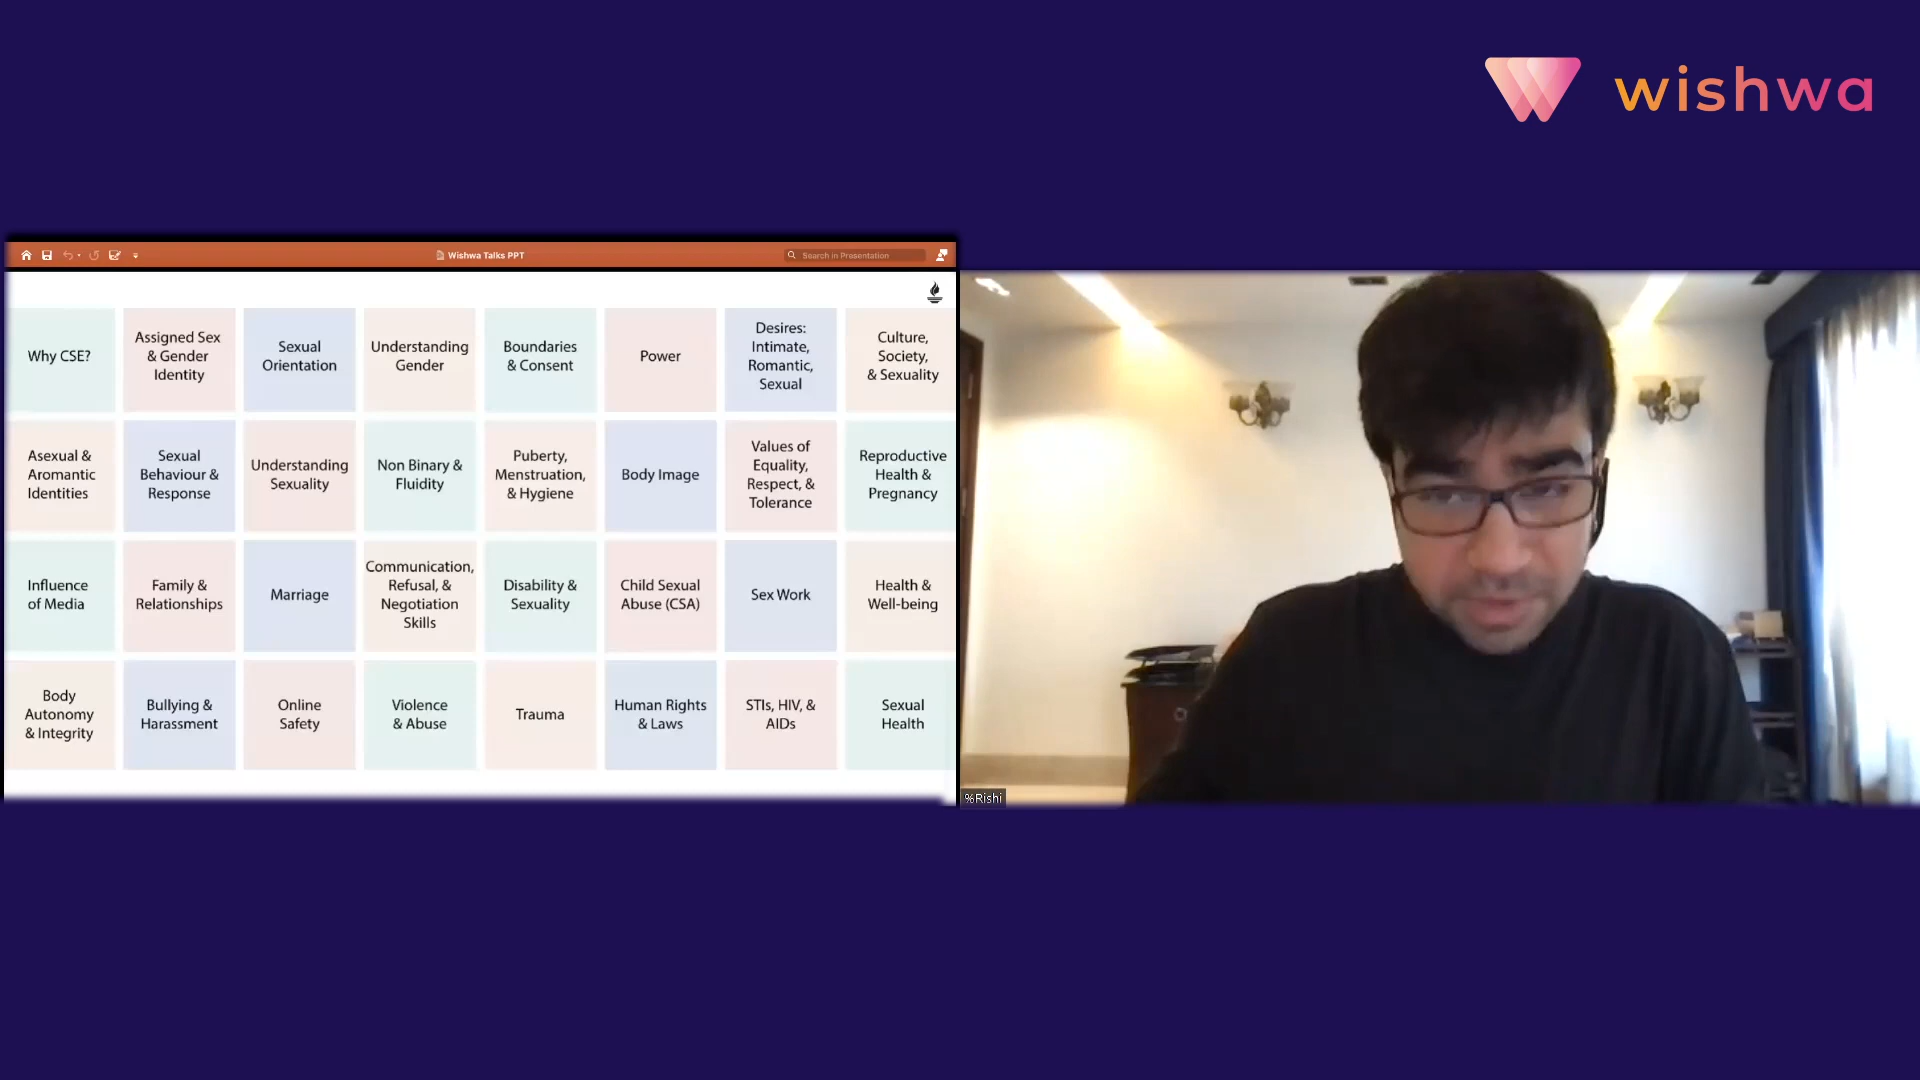 wishwa
Wishwa Talks PPT
Search in Presentation
Why CSE?
Assigned Sex
& Gender
Identity
Sexual
Orientation
Understanding
Gender
Boundaries
& Consent
Power
Desires:
Intimate,
Romantic,
Sexual
Culture,
Society,
& Sexuality
Asexual &
Aromantic
Identities
Sexual
Behaviour &
Response
Understanding
Sexuality
Non Binary &
Fluidity
Puberty,
Menstruation,
& Hygiene
Body Image
Values of
Equality,
Respect, &
Tolerance
Reproductive
Health &
Pregnancy
Influence
of Media
Family &
Relationships
Marriage
Communication,
Refusal, &
Negotiation
Skills
Disability &
Sexuality
Child Sexual
Abuse (CSA)
Sex Work
Health &
Well-being
Body
Autonomy
& Integrity
Bullying &
Harassment
Online
Safety
Violence
& Abuse
Trauma
Human Rights
& Laws
STIs, HIV, &
AIDs
Sexual
Health
Rishi